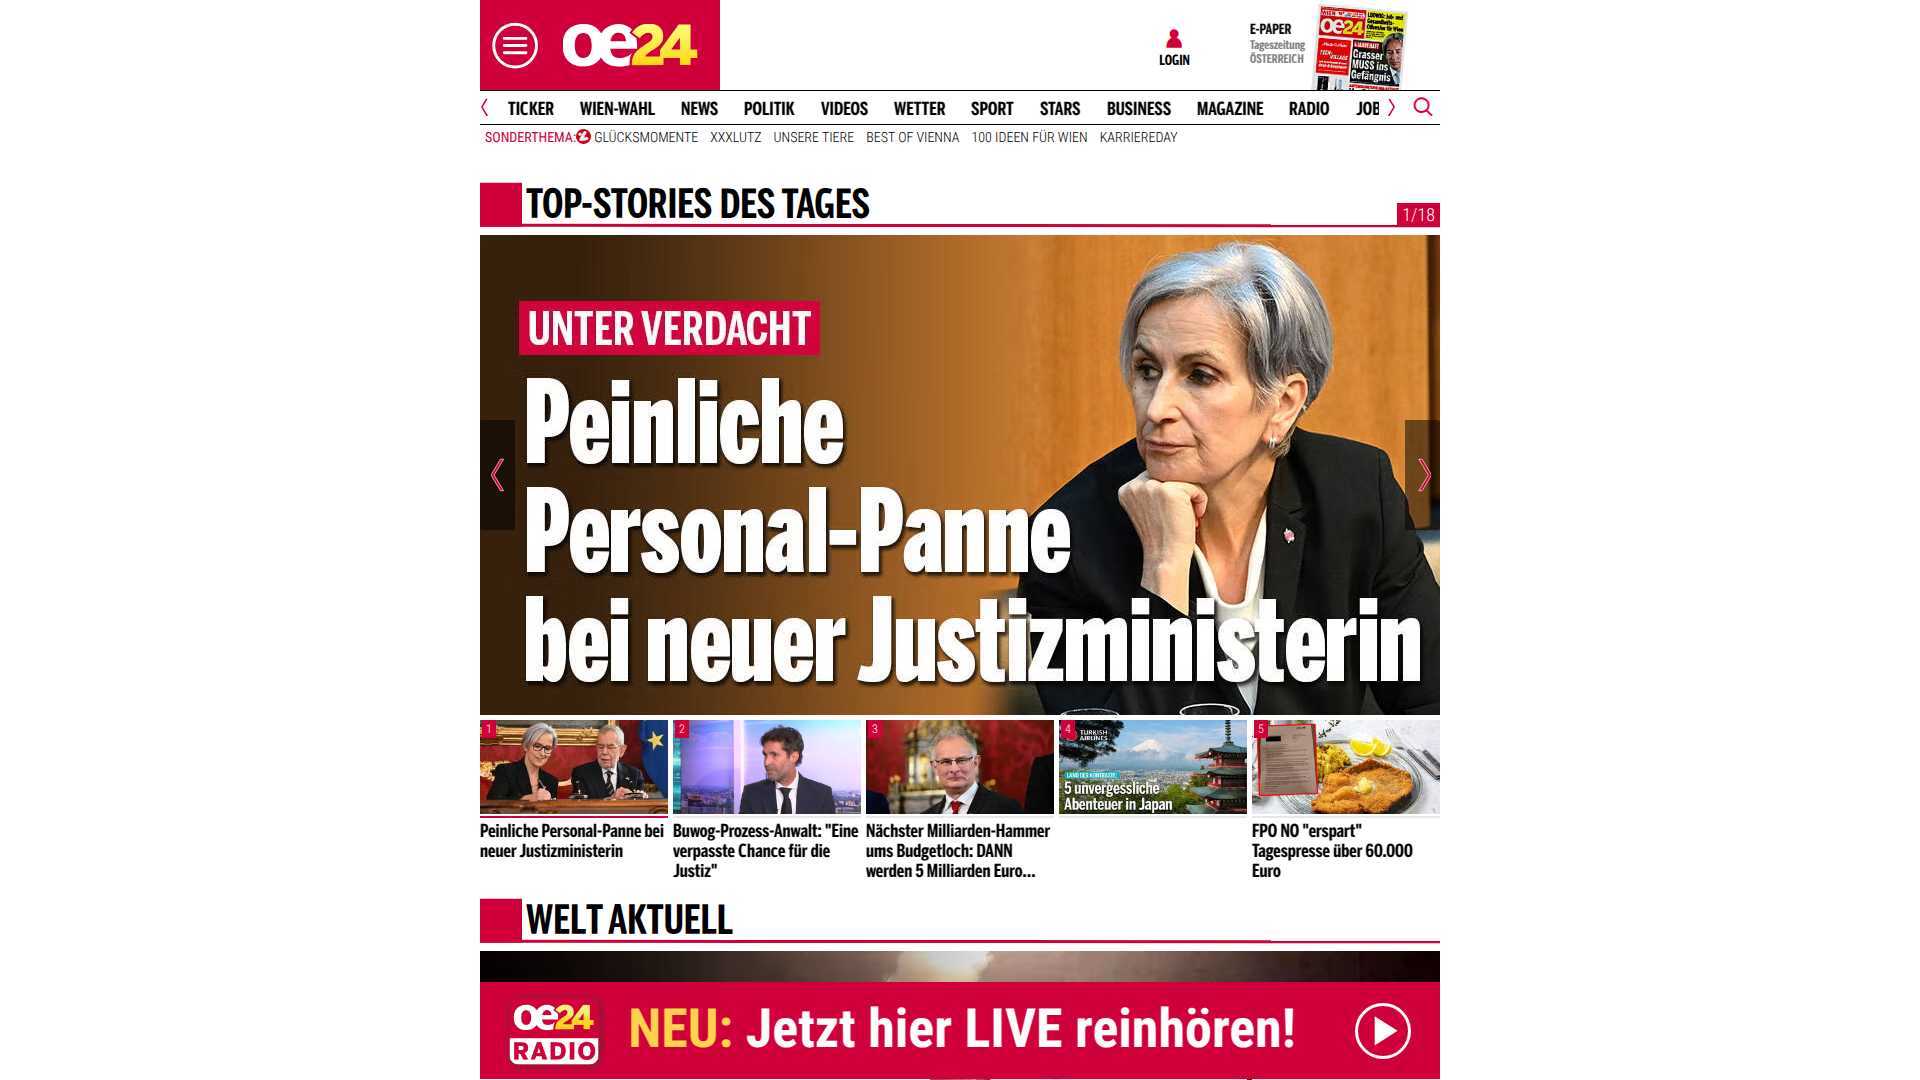 oe24
LOGIN
E-PAPER
Tageszeitung
ÖSTERREICH
oe24
Grasser
MUSS ins
Gefängnis
TICKER WIEN-WAHL NEWS POLITIK VIDEOS WETTER SPORT STARS BUSINESS MAGAZINE RADIO JOB
SONDERTHEMA: GLÜCKSMOMENTE XXXLUTZ UNSERE TIERE BEST OF VIENNA 100 IDEEN FÜR WIEN KARRIEREDAY
TOP-STORIES DES TAGES
1/18
UNTER VERDACHT
Peinliche
Personal-Panne
bei neuer Justizministerin
1
Peinliche Personal-Panne bei
neuer Justizministerin
2
Buwog-Prozess-Anwalt: "Eine
verpasste Chance für die
Justiz"
3
Nächster Milliarden-Hammer
ums Budgetloch: DANN
werden 5 Milliarden Euro...
4
TURKISH
AIRLINES
LAND DER KONTRASTE
5 unvergessliche
Abenteuer in Japan
5
FPÖ NÖ "erspart"
Tagespresse über 60.000
Euro
WELT AKTUELL
oe24
RADIO
NEU: Jetzt hier LIVE reinhören!